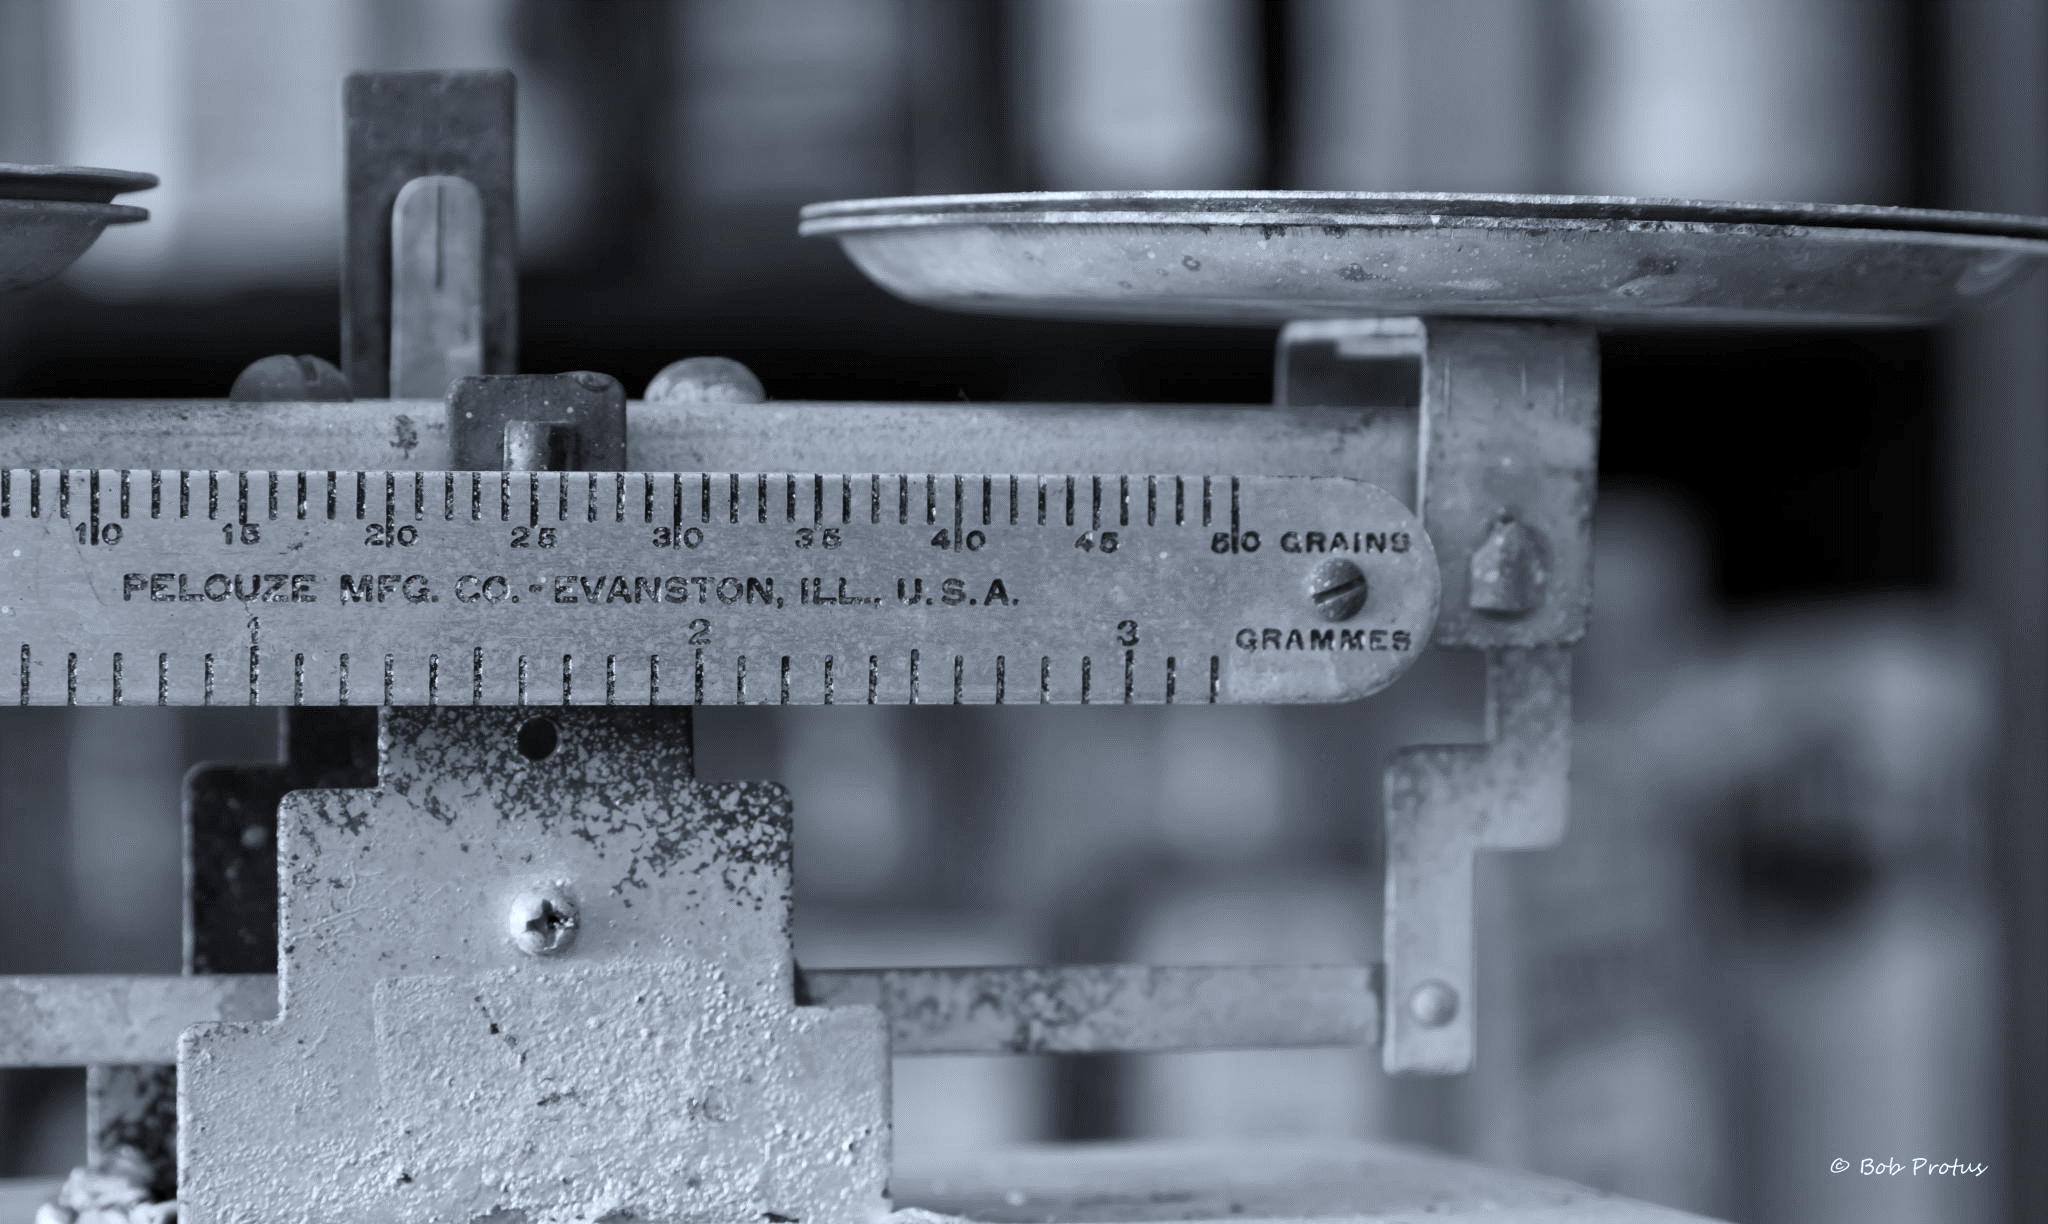 10 15 20 25 30 35 40 45 50 GRAINS
PELOUZE MFG. CO. - EVANSTON, ILL., U.S.A.
1 2 3 GRAMMES
© Bob Protus